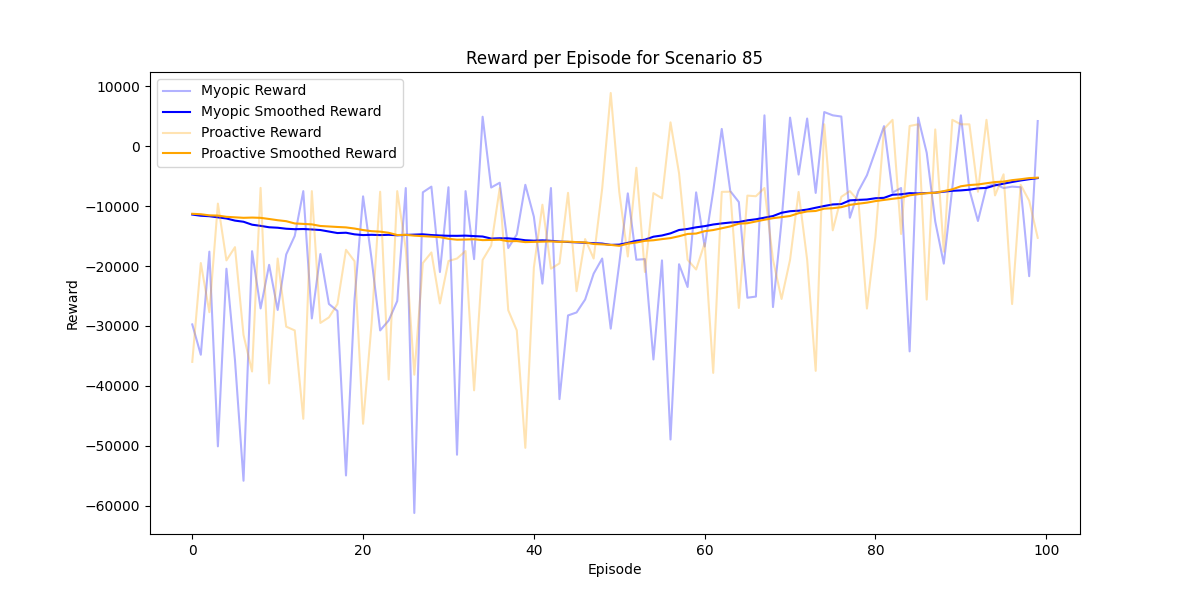 Reward per Episode for Scenario 85
Myopic Reward
Myopic Smoothed Reward
Proactive Reward
Proactive Smoothed Reward
Reward
10000
0
−10000
−20000
−30000
−40000
−50000
−60000
0 20 40 60 80 100
Episode